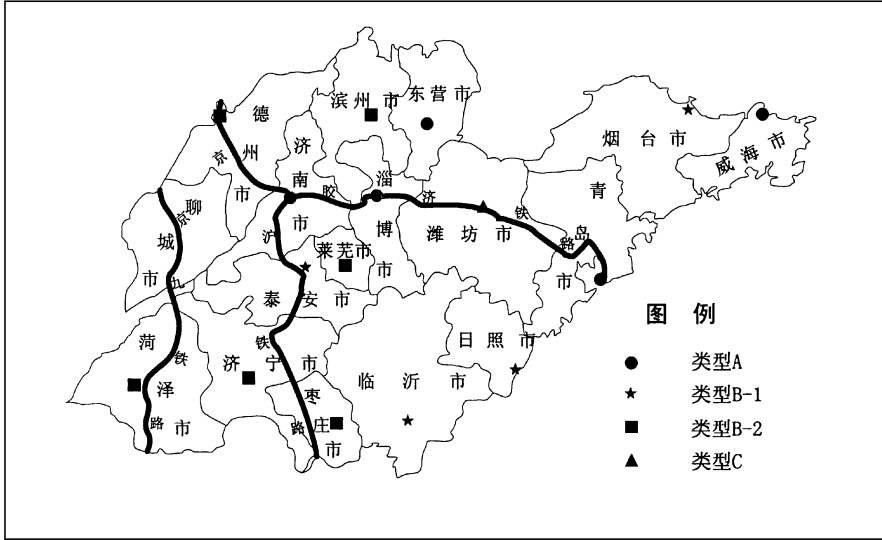 德州市
滨州市
东营市
烟台市
威海市
济南市
淄博市
青岛市
聊城市
潍坊市
莱芜市
泰安市
日照市
菏泽市
济宁市
临沂市
枣庄市
京沪铁路
胶济铁路
京九铁路
图例
类型A
类型B-1
类型B-2
类型C